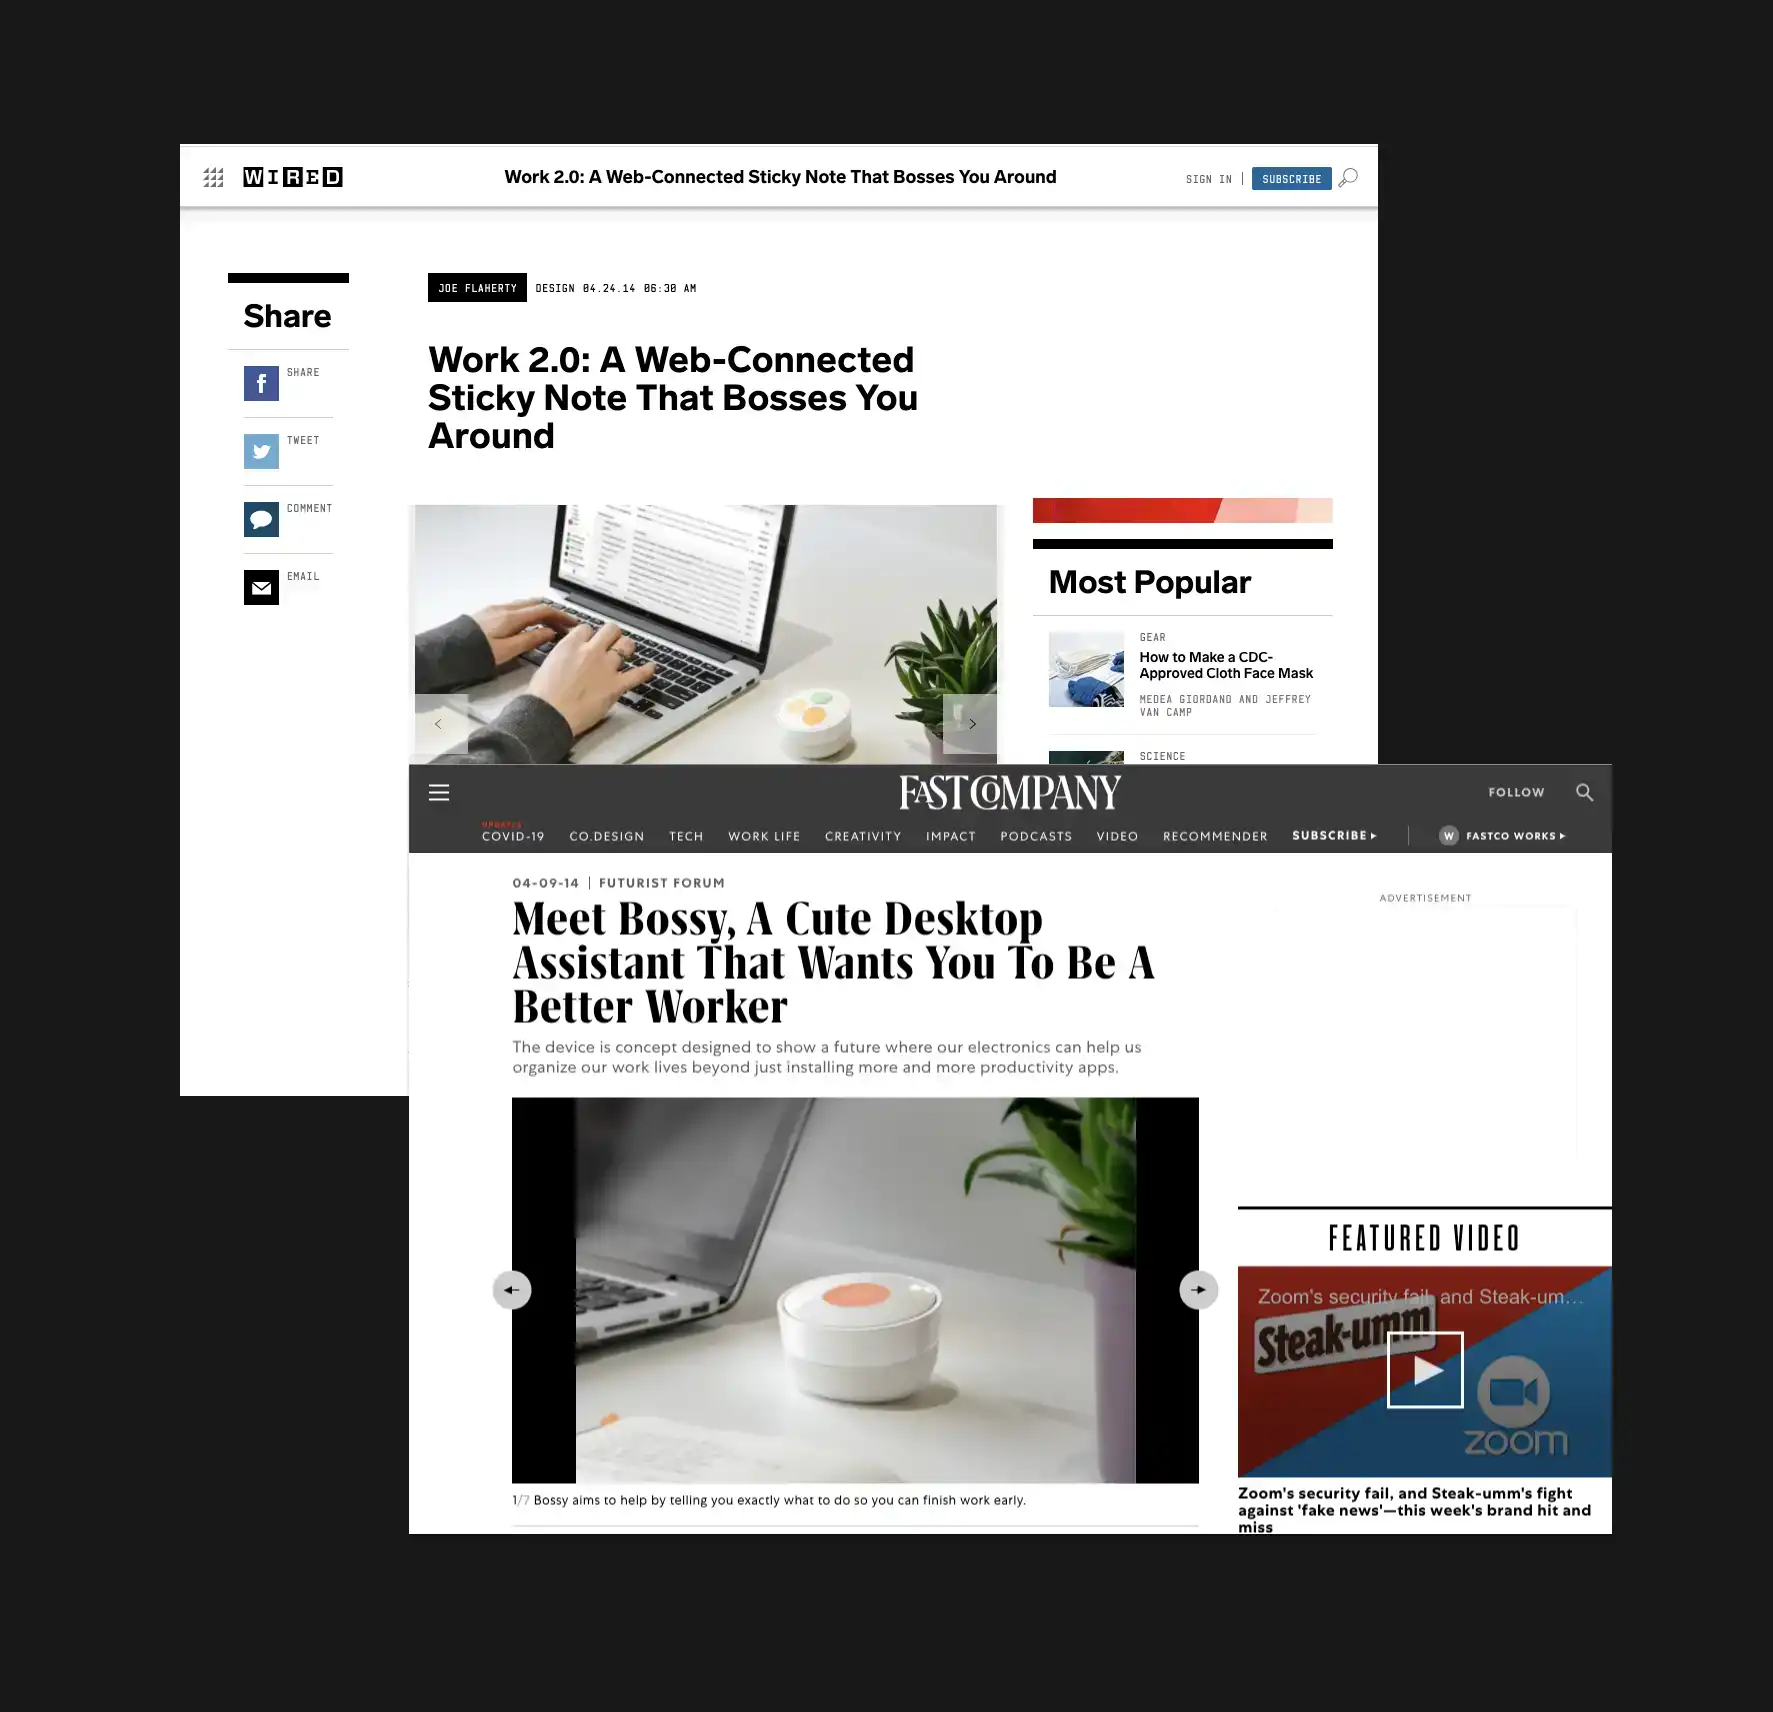 WIRED
Work 2.0: A Web-Connected Sticky Note That Bosses You Around
SIGN IN
SUBSCRIBE
Share
SHARE
TWEET
COMMENT
EMAIL
JOE FLAHERTY
DESIGN 04.24.14 06:30 AM
Work 2.0: A Web-Connected
Sticky Note That Bosses You
Around
Most Popular
GEAR
How to Make a CDC-
Approved Cloth Face Mask
MEDEA GIORDANO AND JEFFREY
VAN CAMP
SCIENCE
FAST COMPANY
FOLLOW
UPDATES
COVID-19
CO.DESIGN
TECH
WORK LIFE
CREATIVITY
IMPACT
PODCASTS
VIDEO
RECOMMENDER
SUBSCRIBE
W
FASTCO WORKS
04-09-14 | FUTURIST FORUM
Meet Bossy, A Cute Desktop
Assistant That Wants You To Be A
Better Worker
The device is concept designed to show a future where our electronics can help us
organize our work lives beyond just installing more and more productivity apps.
1/7 Bossy aims to help by telling you exactly what to do so you can finish work early.
ADVERTISEMENT
FEATURED VIDEO
Zoom's security fail, and Steak-um...
Steak-umm
zoom
Zoom's security fail, and Steak-umm's fight
against 'fake news'—this week's brand hit and
miss